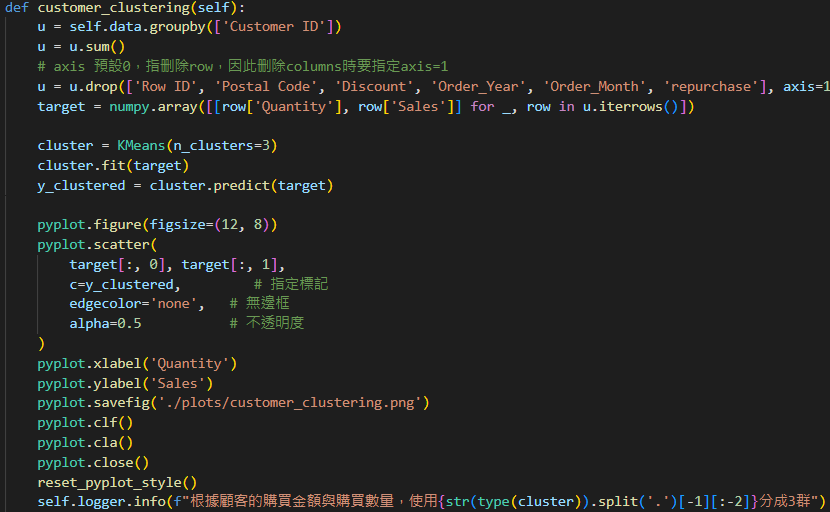 def customer_clustering(self):
    u = self.data.groupby(['Customer ID'])
    u = u.sum()
    # axis 預設0，指刪除row，因此刪除columns時要指定axis=1
    u = u.drop(['Row ID', 'Postal Code', 'Discount', 'Order_Year', 'Order_Month', 'repurchase'], axis=1
    target = numpy.array([[row['Quantity'], row['Sales']] for _, row in u.iterrows()])

    cluster = KMeans(n_clusters=3)
    cluster.fit(target)
    y_clustered = cluster.predict(target)

    pyplot.figure(figsize=(12, 8))
    pyplot.scatter(
        target[:, 0], target[:, 1],
        c=y_clustered,         # 指定標記
        edgecolor='none',   # 無邊框
        alpha=0.5           # 不透明度
    )
    pyplot.xlabel('Quantity')
    pyplot.ylabel('Sales')
    pyplot.savefig('./plots/customer_clustering.png')
    pyplot.clf()
    pyplot.cla()
    pyplot.close()
    reset_pyplot_style()
    self.logger.info(f"根據顧客的購買金額與購買數量，使用{str(type(cluster)).split('.')[-1][:-2]}分成3群")